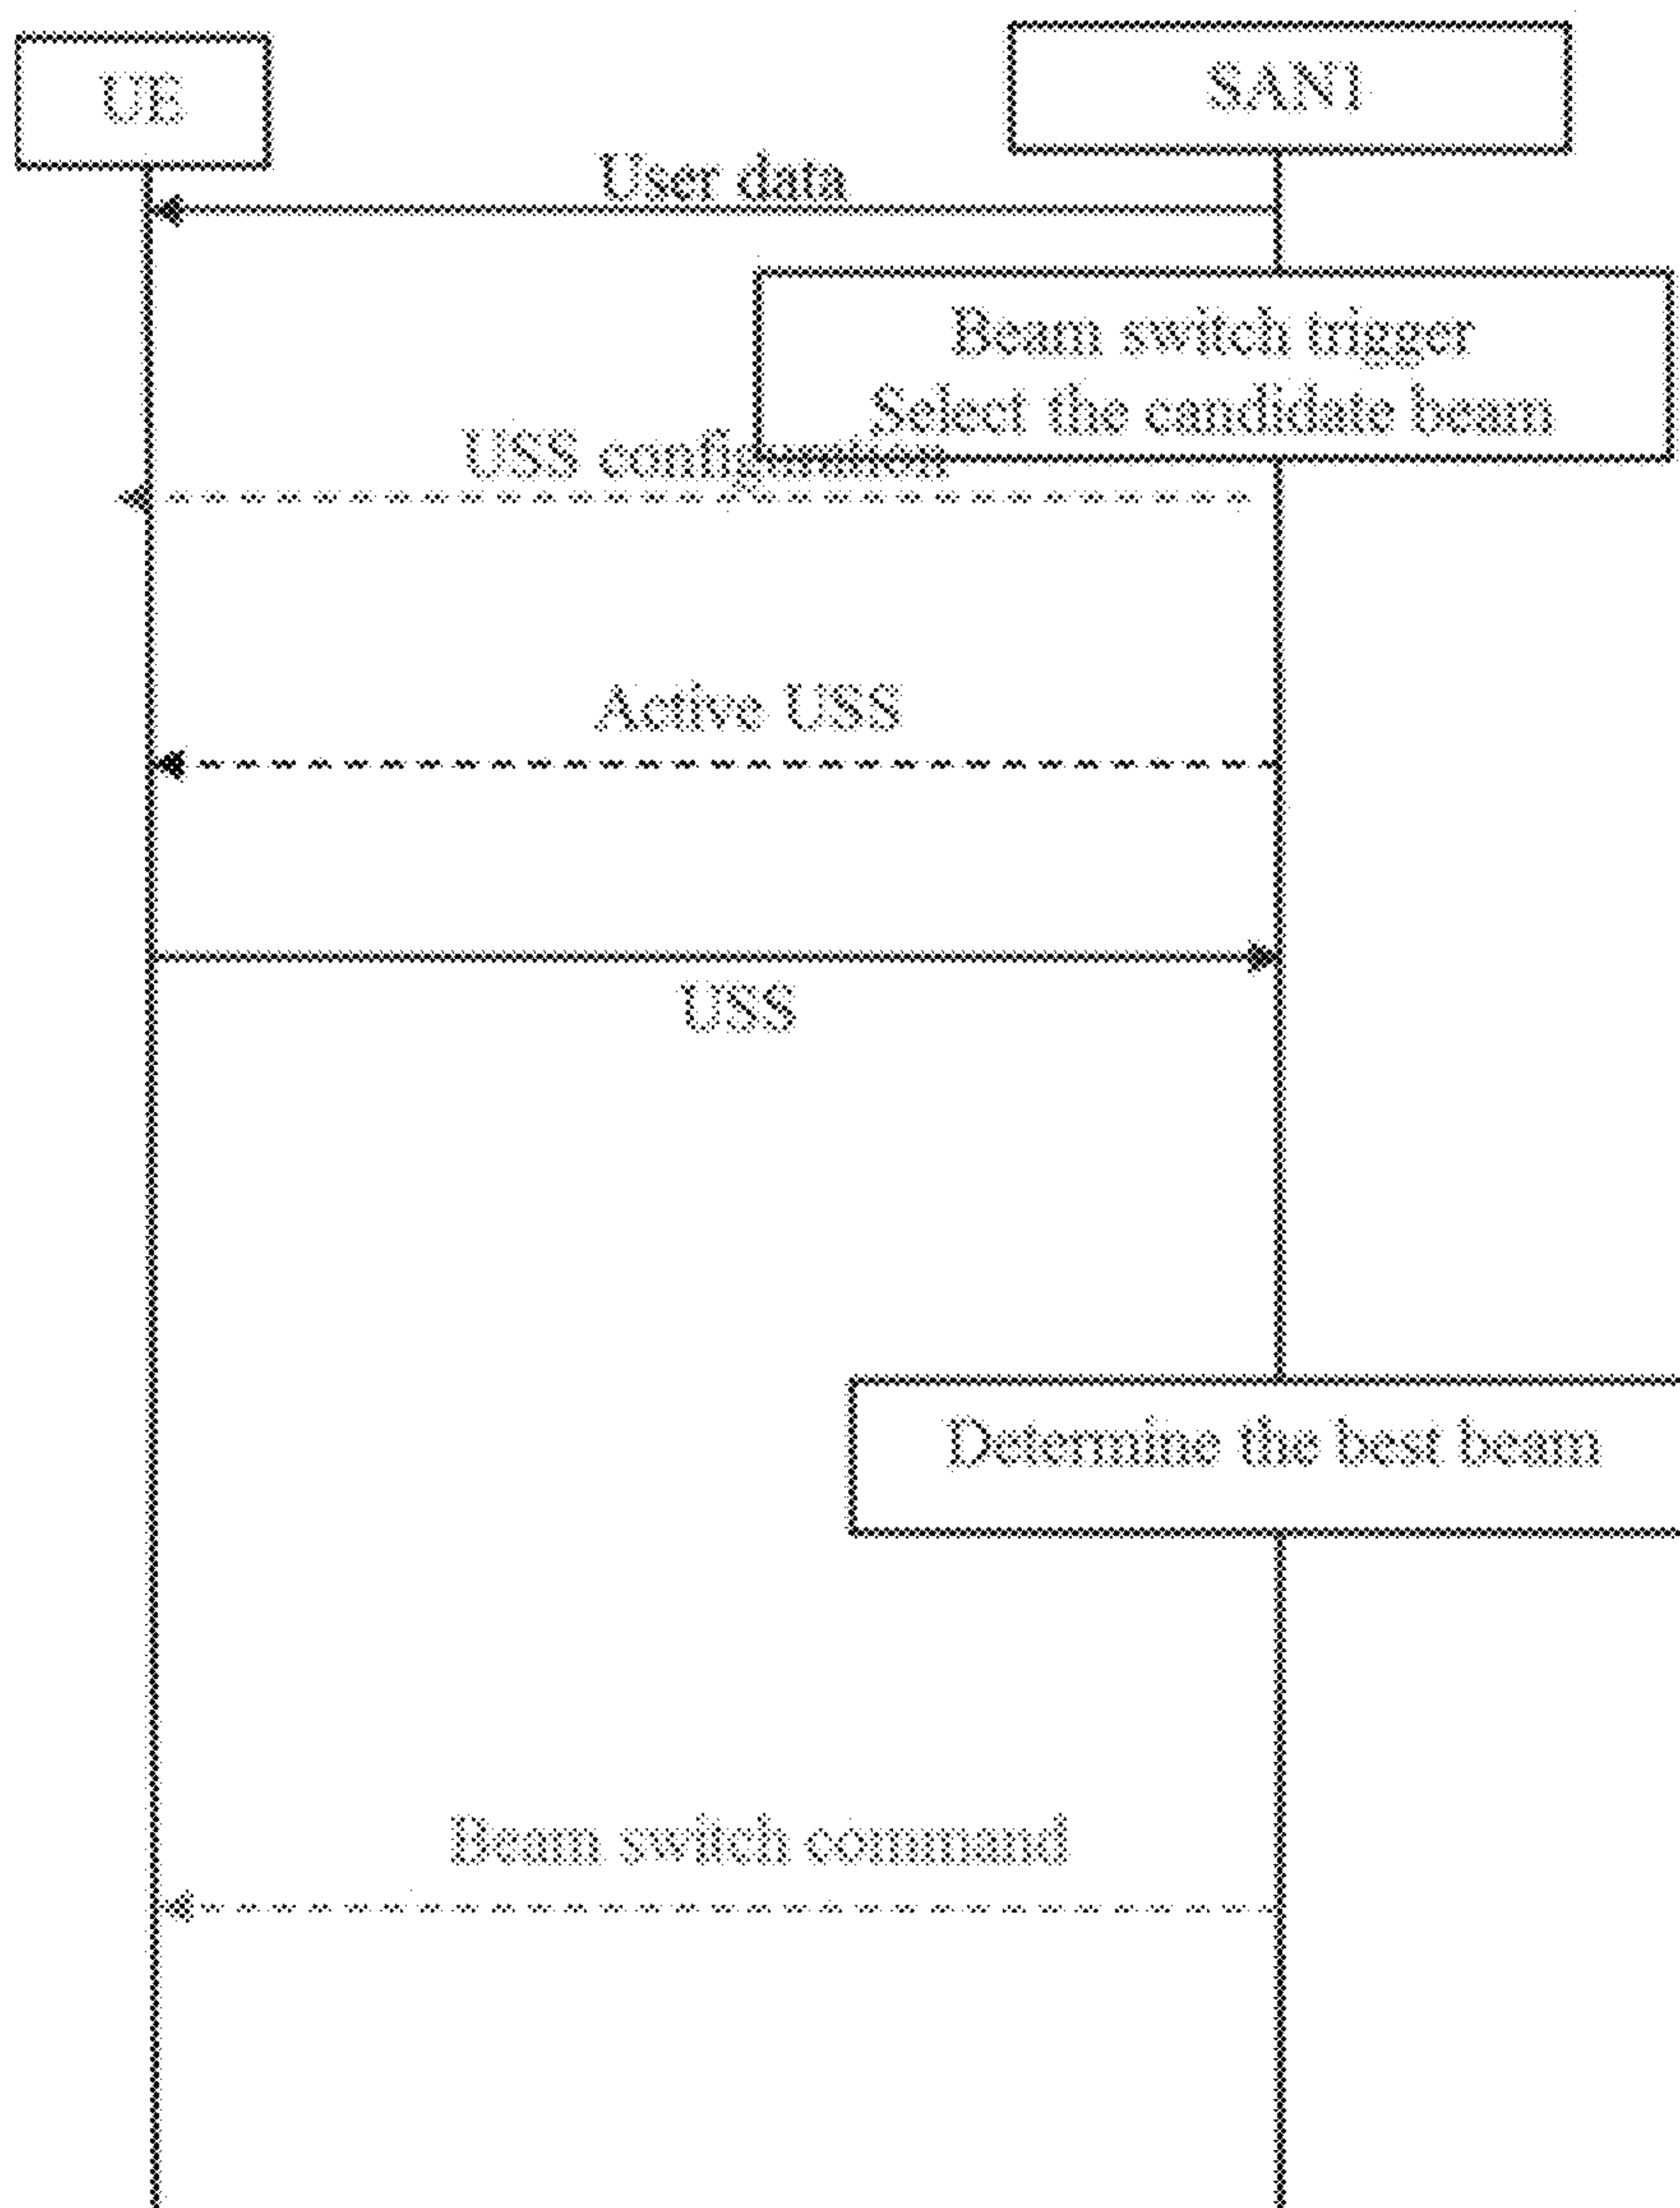 UE
SAN1
User data
Beam switch trigger
Select the candidate beam
USS configuration
Active USS
USS
Determine the best beam
Beam switch command